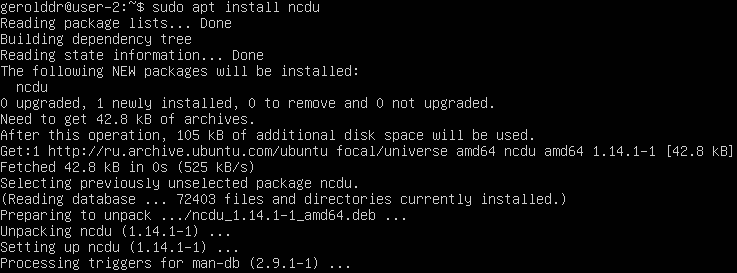 gerolddr@user-2:~$ sudo apt install ncdu
Reading package lists... Done
Building dependency tree
Reading state information... Done
The following NEW packages will be installed:
  ncdu
0 upgraded, 1 newly installed, 0 to remove and 0 not upgraded.
Need to get 42.8 kB of archives.
After this operation, 105 kB of additional disk space will be used.
Get:1 http://ru.archive.ubuntu.com/ubuntu focal/universe amd64 ncdu amd64 1.14.1-1 [42.8 kB]
Fetched 42.8 kB in 0s (525 kB/s)
Selecting previously unselected package ncdu.
(Reading database ... 72403 files and directories currently installed.)
Preparing to unpack .../ncdu_1.14.1-1_amd64.deb ...
Unpacking ncdu (1.14.1-1) ...
Setting up ncdu (1.14.1-1) ...
Processing triggers for man-db (2.9.1-1) ...